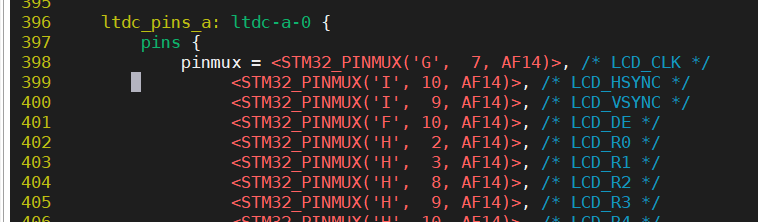 395
396 ltdc_pins_a: ltdc-a-0 {
397 pins {
398 pinmux = <STM32_PINMUX('G', 7, AF14)>, /* LCD_CLK */
399 <STM32_PINMUX('I', 10, AF14)>, /* LCD_HSYNC */
400 <STM32_PINMUX('I', 9, AF14)>, /* LCD_VSYNC */
401 <STM32_PINMUX('F', 10, AF14)>, /* LCD_DE */
402 <STM32_PINMUX('H', 2, AF14)>, /* LCD_R0 */
403 <STM32_PINMUX('H', 3, AF14)>, /* LCD_R1 */
404 <STM32_PINMUX('H', 8, AF14)>, /* LCD_R2 */
405 <STM32_PINMUX('H', 9, AF14)>, /* LCD_R3 */
406 <STM32_PINMUX('H', 10, AF14)>, /* LCD_R4 */